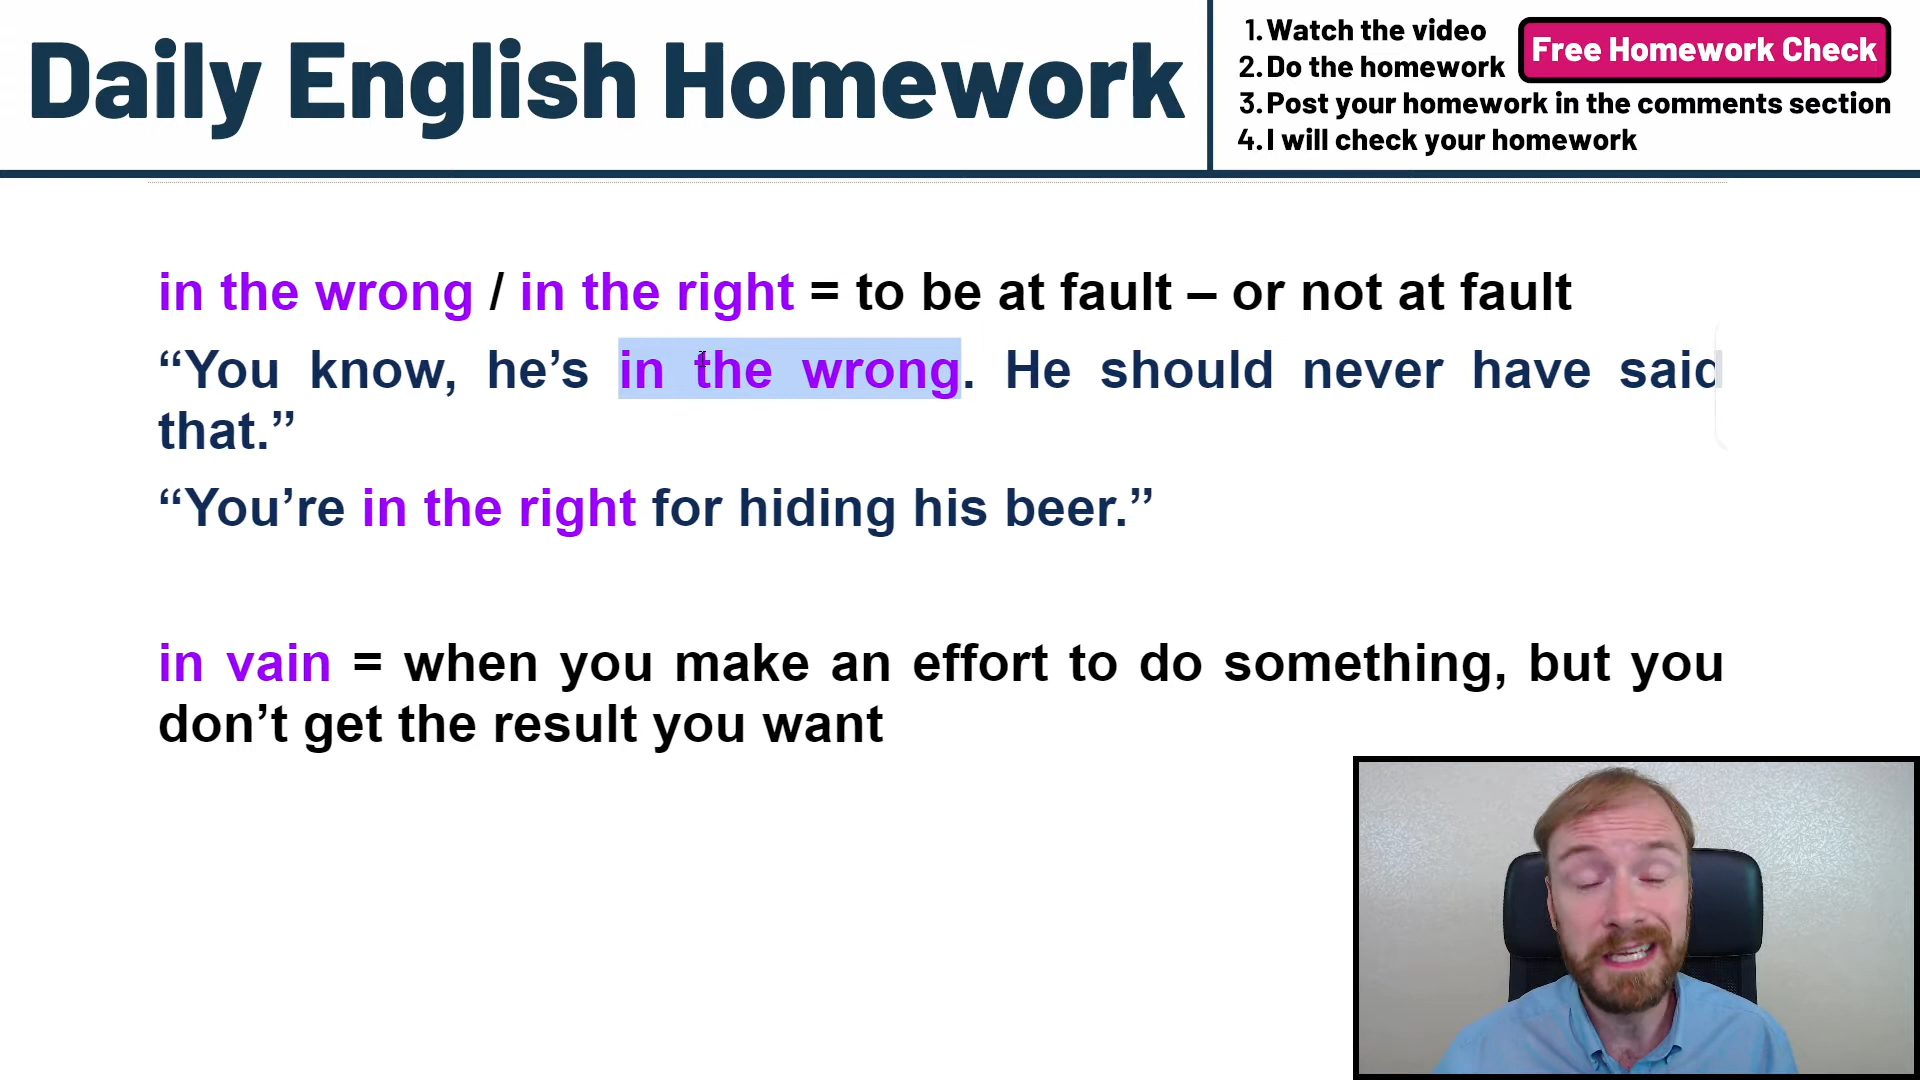 Daily English Homework
1. Watch the video
2. Do the homework
Free Homework Check
3. Post your homework in the comments section
4. I will check your homework
in the wrong / in the right = to be at fault – or not at fault
“You know, he’s in the wrong. He should never have said
that.”
“You’re in the right for hiding his beer.”
in vain = when you make an effort to do something, but you
don’t get the result you want